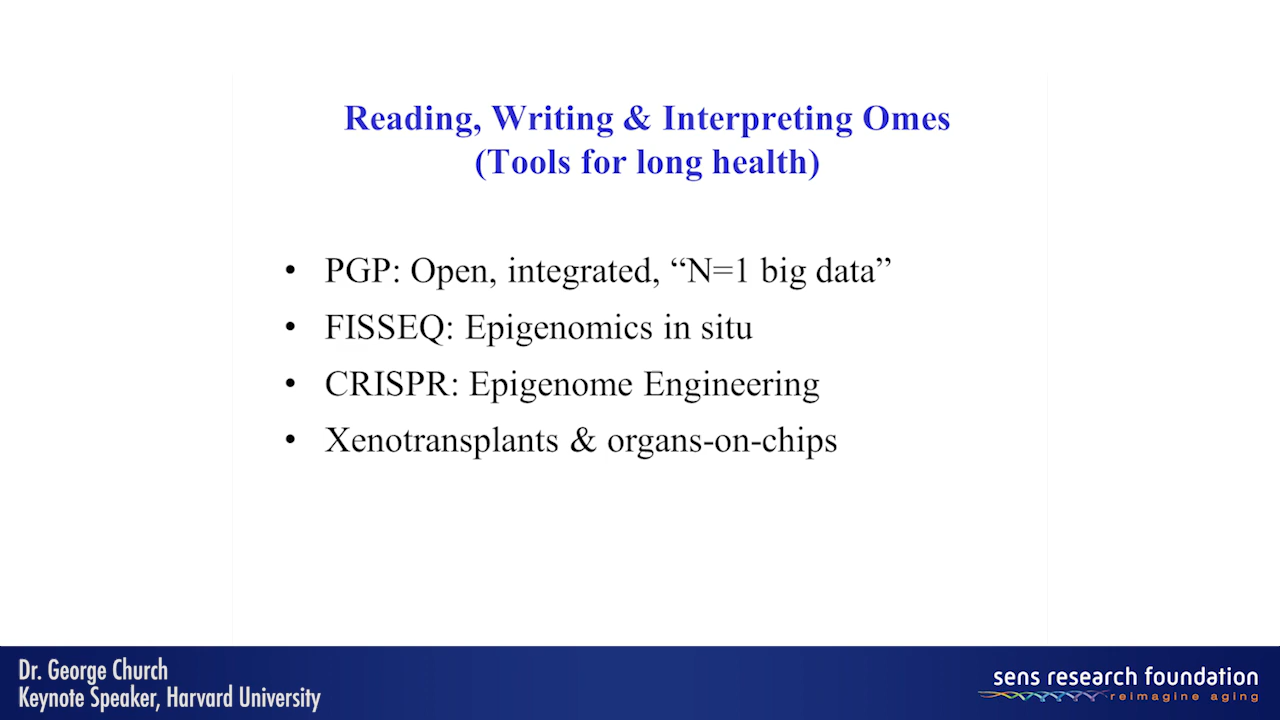 Reading, Writing & Interpreting Omes
(Tools for long health)
• PGP: Open, integrated, “N=1 big data”
• FISSEQ: Epigenomics in situ
• CRISPR: Epigenome Engineering
• Xenotransplants & organs-on-chips
Dr. George Church
Keynote Speaker, Harvard University
sens research foundation
reimagine aging